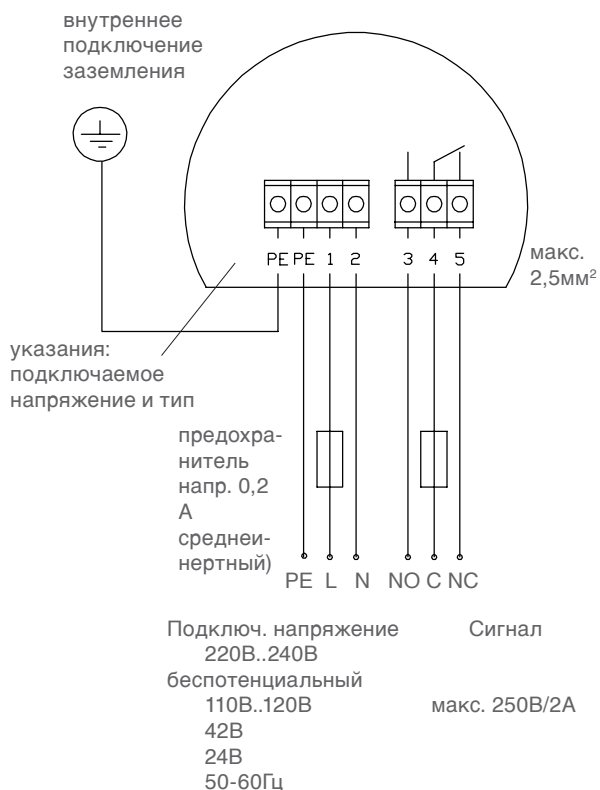 внутреннее
подключение
заземления
PE PE 1 2 3 4 5
макс.
2,5мм²
указания:
подключаемое
напряжение и тип
предохра-
нитель
напр. 0,2
А
среднеи-
нертный)
PE L N NO C NC
Подключ. напряжение Сигнал
220В..240В
беспотенциальный
110В..120В макс. 250В/2А
42В
24В
50-60Гц